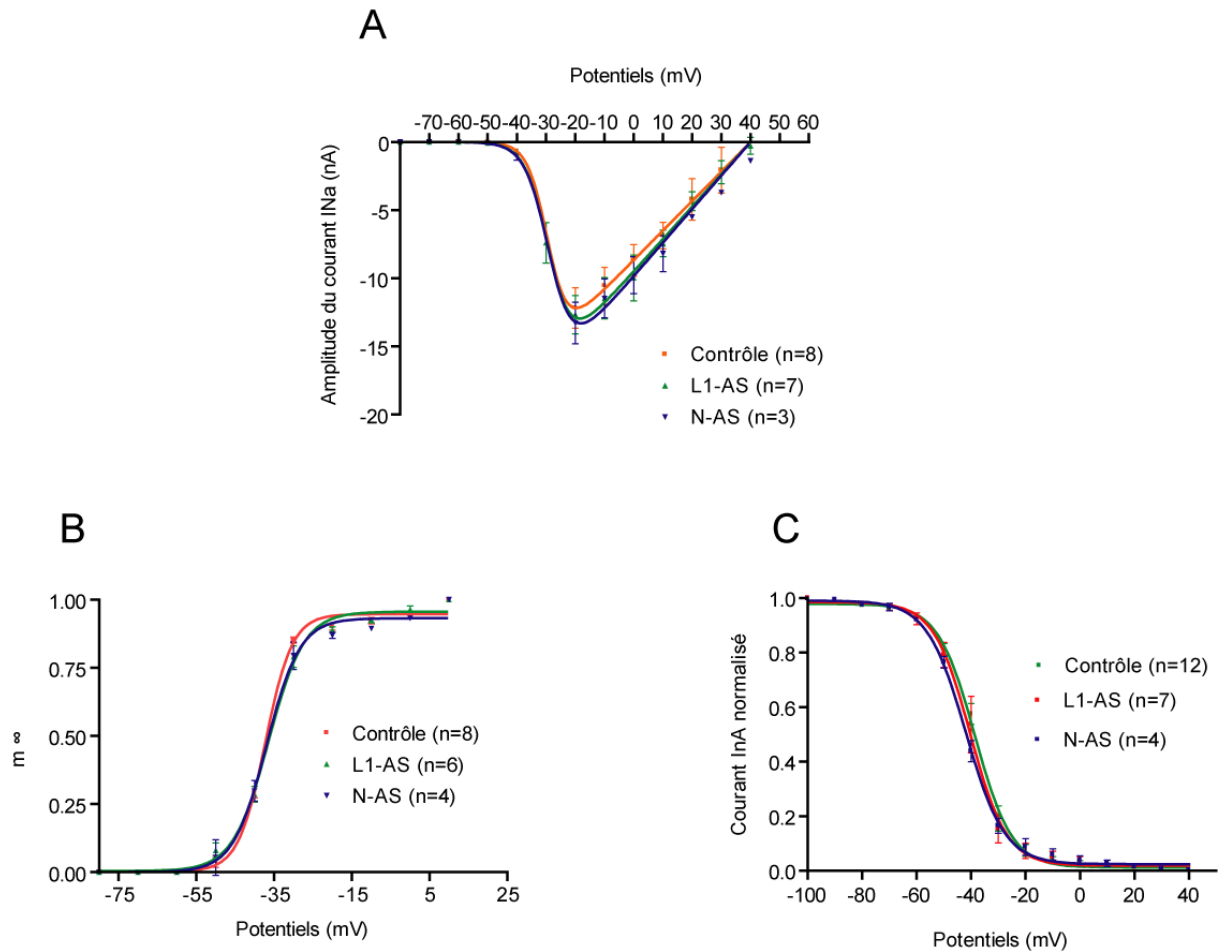 A
Potentiels (mV)
-70 -60 -50 -40 -30 -20 -10 0 10 20 30 40 50 60
Amplitude du courant INa (nA)
0
-5
-10
-15
-20
Contrôle (n=8)
L1-AS (n=7)
N-AS (n=3)
B
m ∞
1.00
0.75
0.50
0.25
0.00
Contrôle (n=8)
L1-AS (n=6)
N-AS (n=4)
-75 -55 -35 -15 5 25
Potentiels (mV)
C
Courant InA normalisé
1.0
0.8
0.6
0.4
0.2
0.0
Contrôle (n=12)
L1-AS (n=7)
N-AS (n=4)
-100 -80 -60 -40 -20 0 20 40
Potentiels (mV)